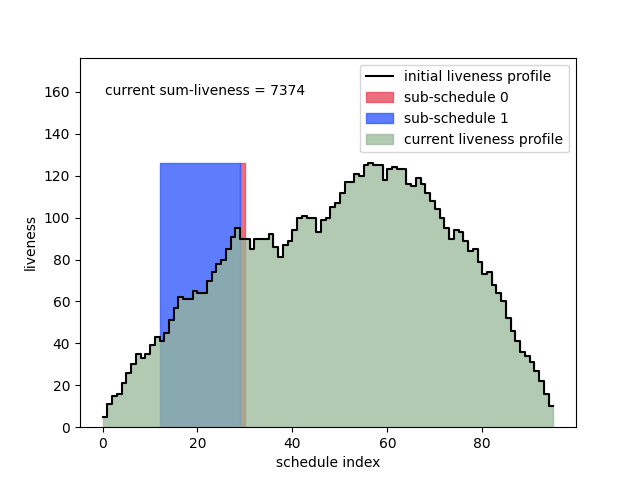 current sum-liveness = 7374
initial liveness profile
sub-schedule 0
sub-schedule 1
current liveness profile
liveness
160
140
120
100
80
60
40
20
0
0 20 40 60 80
schedule index